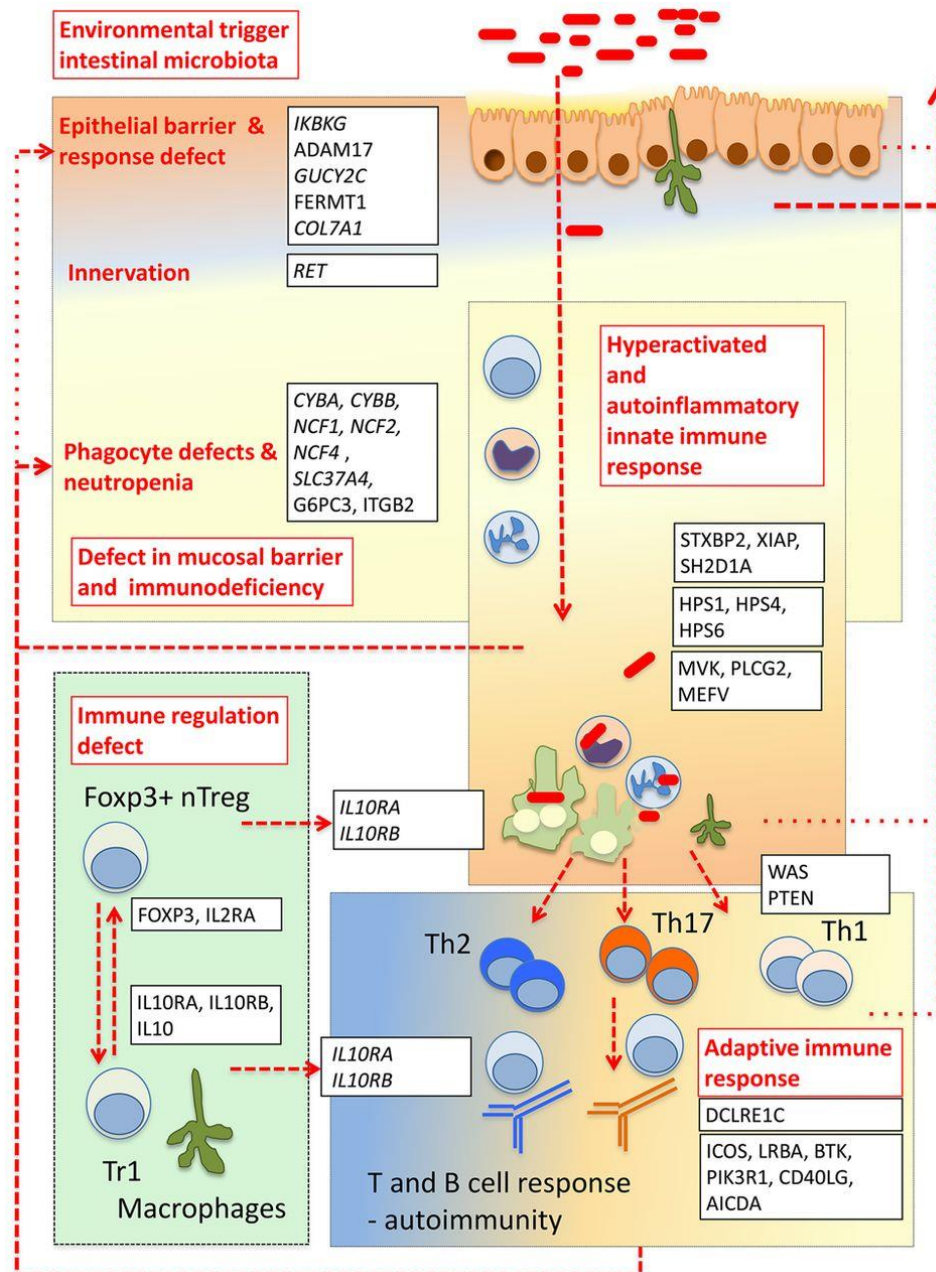 Environmental trigger
intestinal microbiota
Epithelial barrier &
response defect
IKBKG
ADAM17
GUCY2C
FERMT1
COL7A1
Innervation
RET
Phagocyte defects &
neutropenia
CYBA, CYBB,
NCF1, NCF2,
NCF4 ,
SLC37A4,
G6PC3, ITGB2
Defect in mucosal barrier
and immunodeficiency
Hyperactivated
and
autoinflammatory
innate immune
response
STXBP2, XIAP,
SH2D1A
HPS1, HPS4,
HPS6
MVK, PLCG2,
MEFV
Immune regulation
defect
Foxp3+ nTreg
IL10RA
IL10RB
FOXP3, IL2RA
IL10RA, IL10RB,
IL10
Tr1
Macrophages
IL10RA
IL10RB
WAS
PTEN
Th2
Th17
Th1
Adaptive immune
response
DCLRE1C
ICOS, LRBA, BTK,
PIK3R1, CD40LG,
AICDA
T and B cell response
- autoimmunity